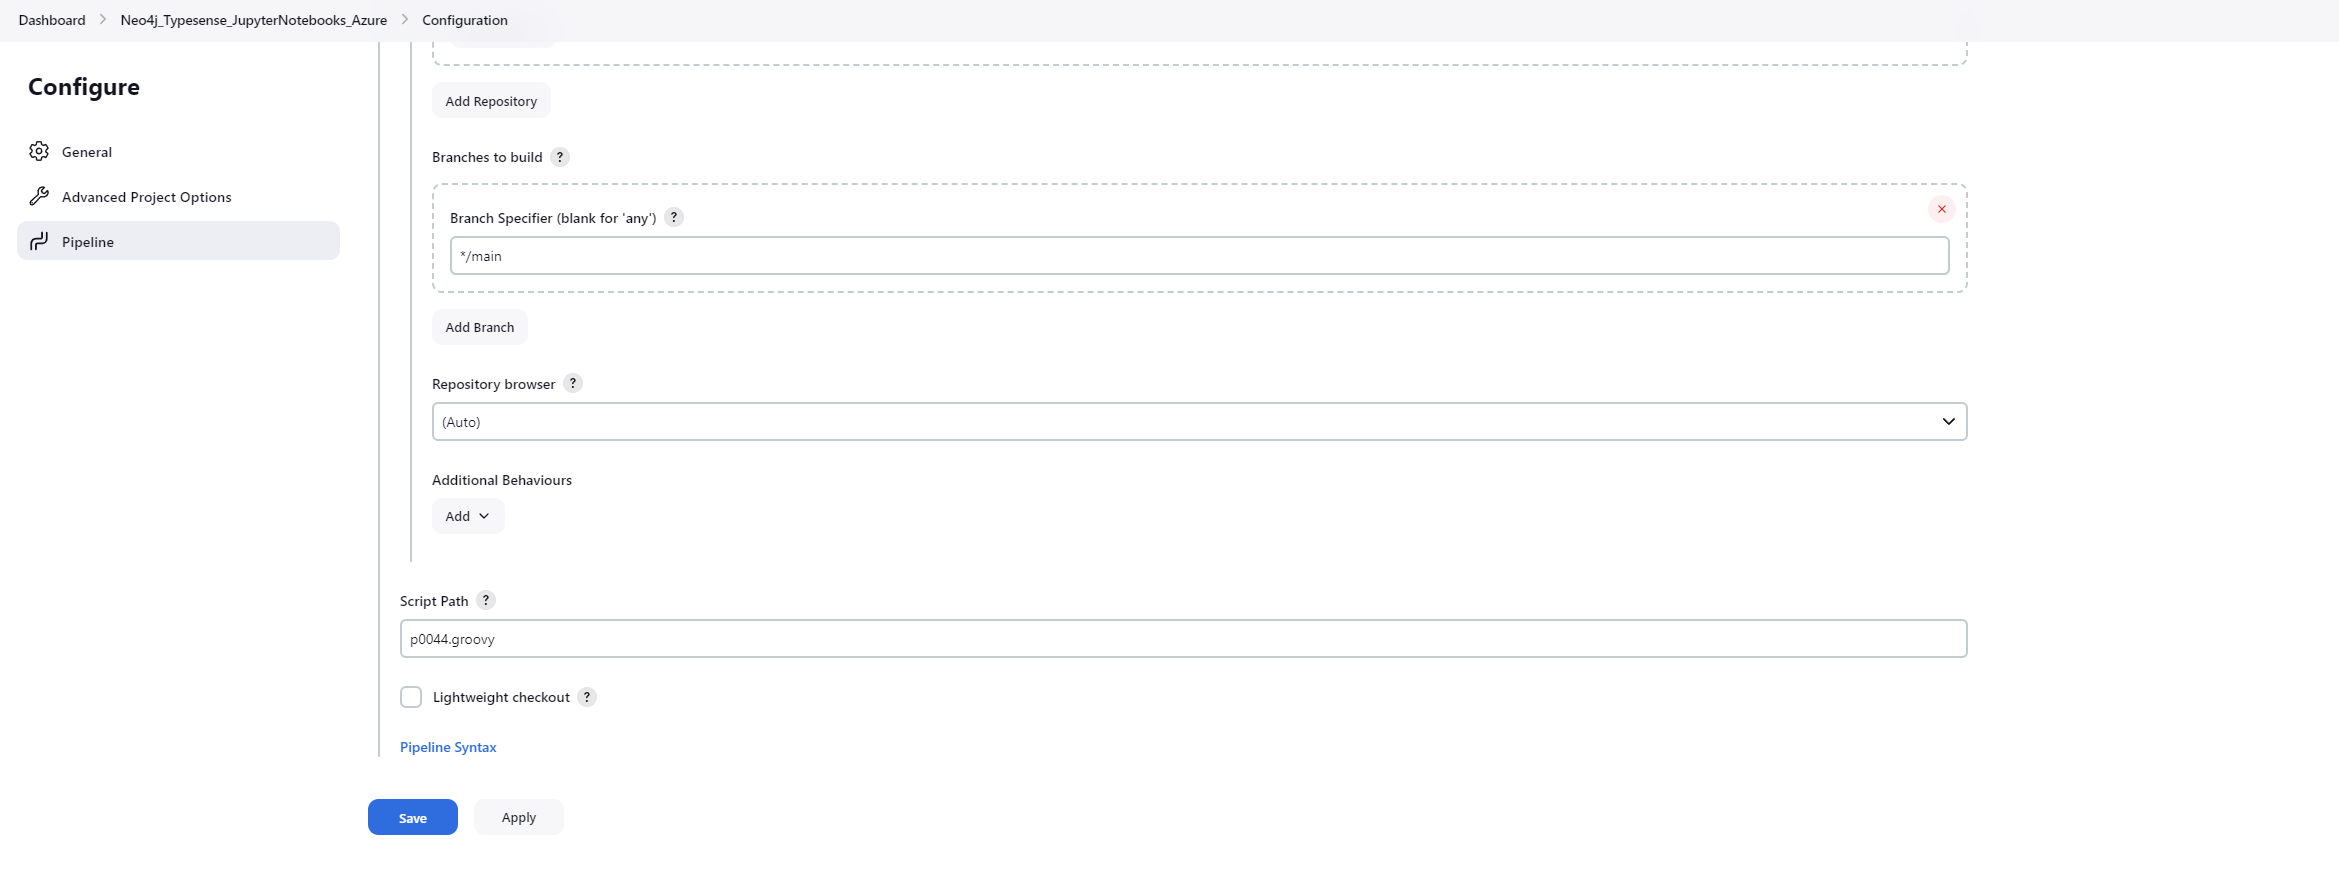 Dashboard > Neo4j_Typesense_JupyterNotebooks_Azure > Configuration
Configure
General
Advanced Project Options
Pipeline
Add Repository
Branches to build ?
Branch Specifier (blank for 'any') ?
*/main
Add Branch
Repository browser ?
(Auto)
Additional Behaviours
Add
Script Path ?
p0044.groovy
Lightweight checkout ?
Pipeline Syntax
Save Apply